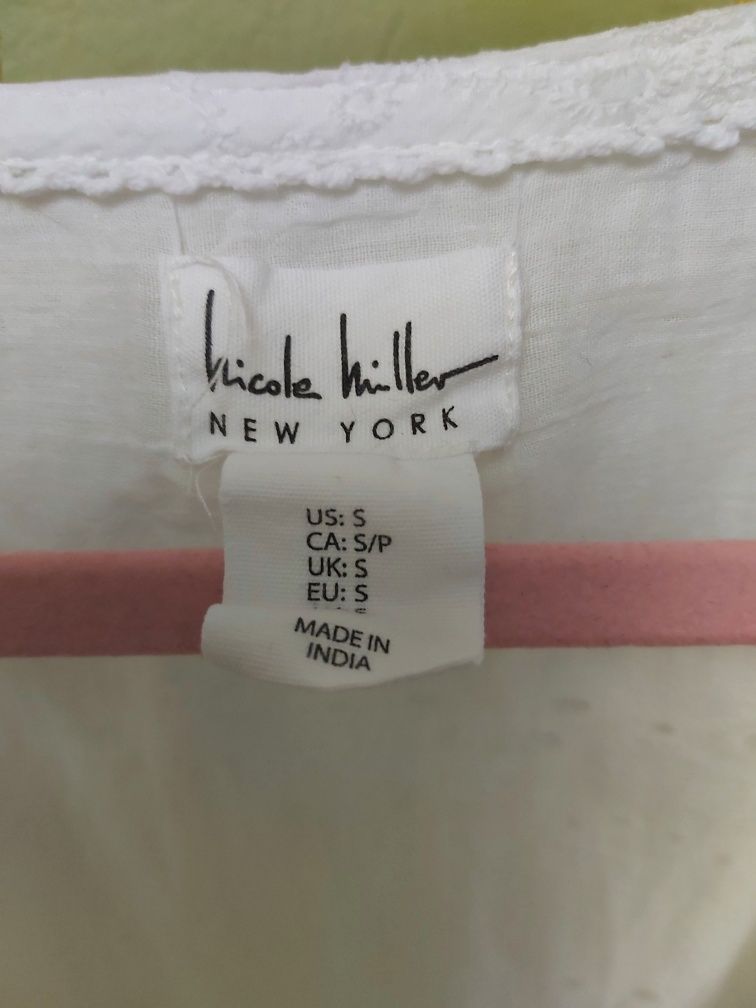 Nicole Miller
NEW YORK
US: S
CA: S/P
UK: S
EU: S
MADE IN
INDIA